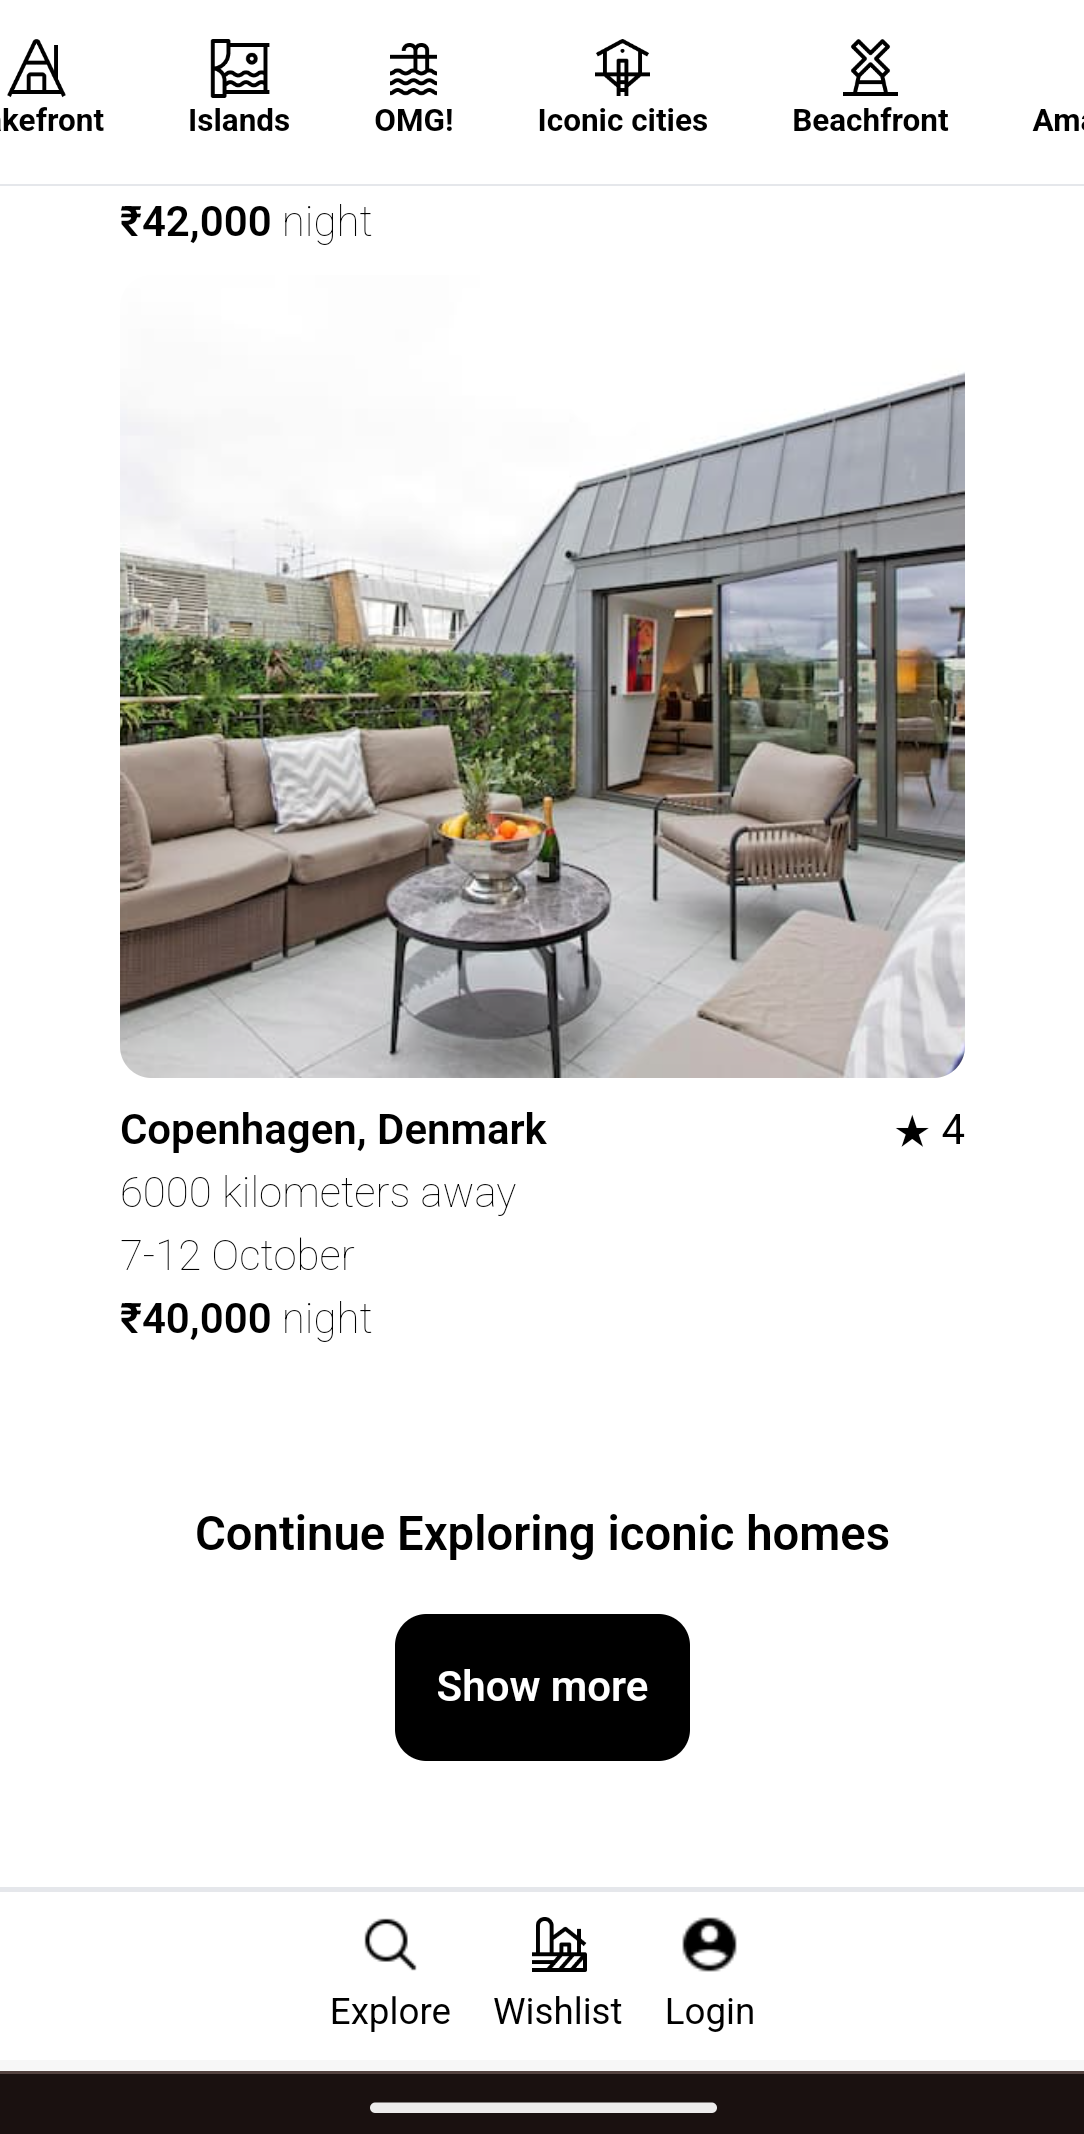 kefront Islands OMG! Iconic cities Beachfront Am
₹42,000 night
Copenhagen, Denmark ★ 4
6000 kilometers away
7-12 October
₹40,000 night
Continue Exploring iconic homes
Show more
Explore Wishlist Login